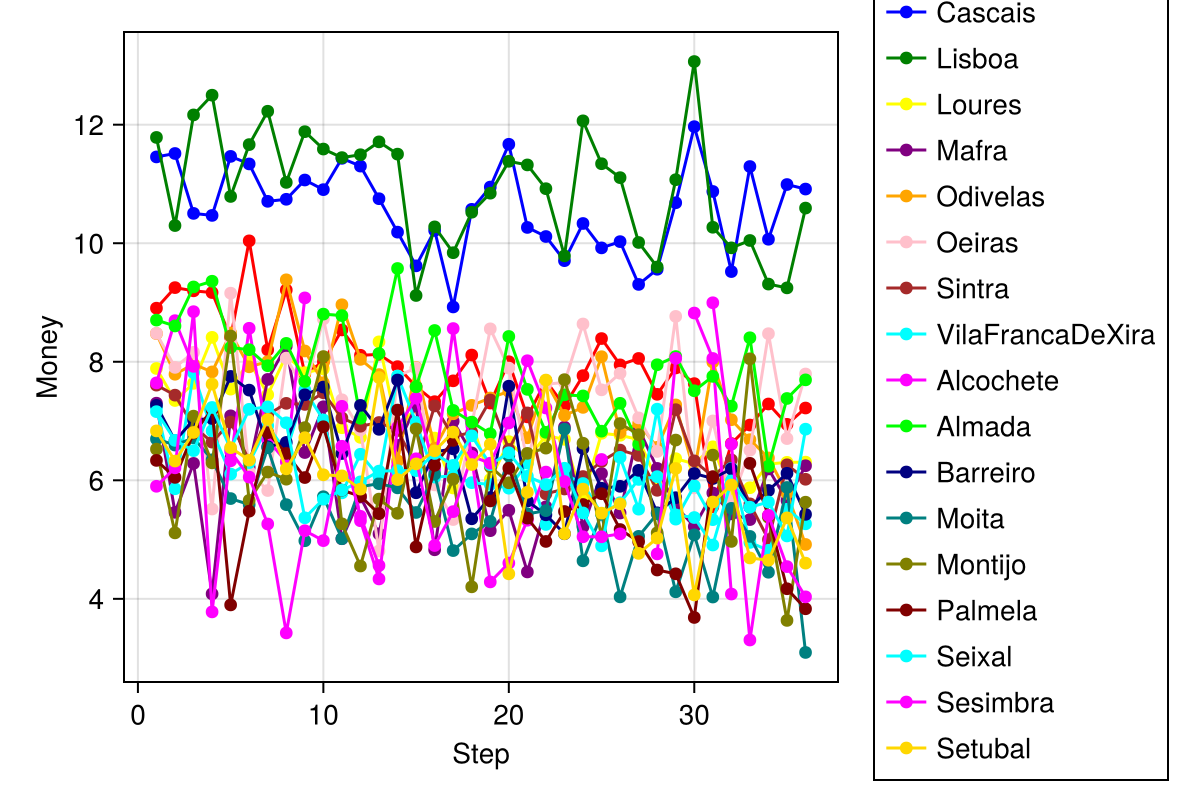 Cascais
Lisboa
Loures
Mafra
Odivelas
Oeiras
Sintra
VilaFrancaDeXira
Alcochete
Almada
Barreiro
Moita
Montijo
Palmela
Seixal
Sesimbra
Setubal
Money
12
10
8
6
4
0 10 20 30
Step